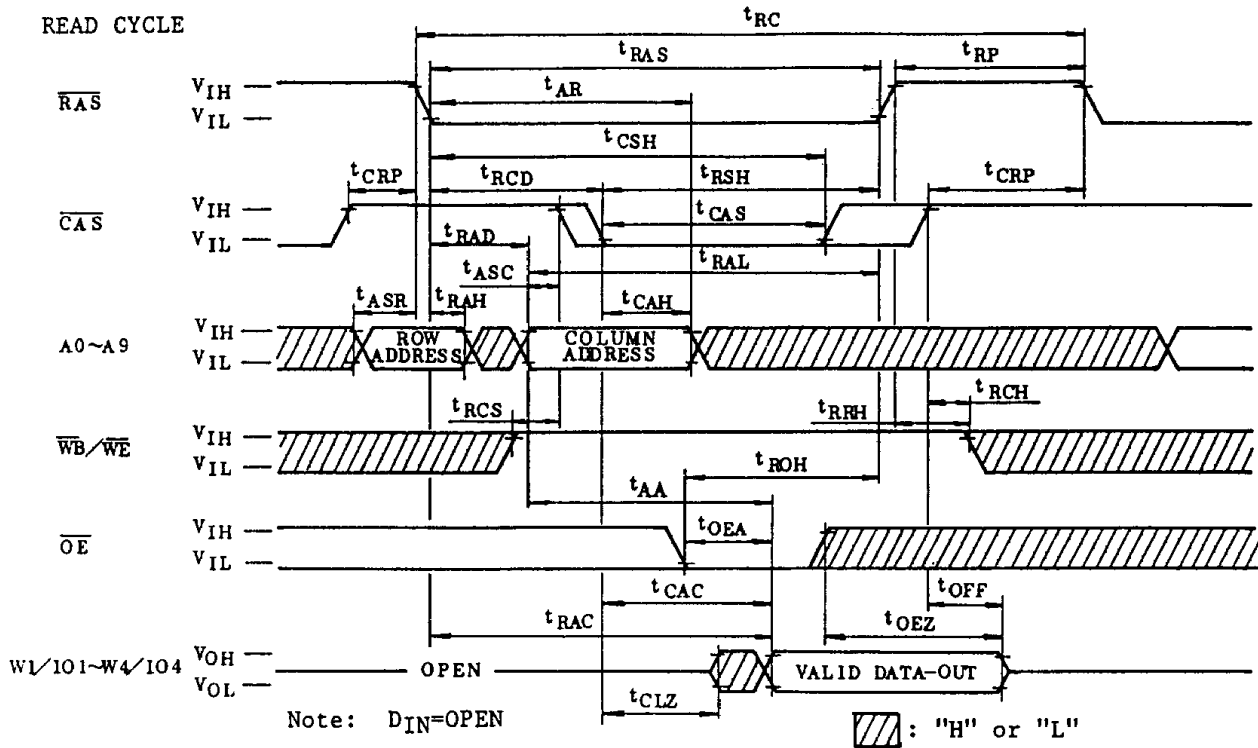 READ CYCLE
tRC
tRAS
tRP
tAR
RAS
VIH
VIL
tCSH
tCRP
tRCD
tRSH
tCRP
CAS
VIH
VIL
tCAS
tRAD
tRAL
tASC
tASR
tRAH
tCAH
A0~A9
VIH
VIL
ROW
ADDRESS
COLUMN
ADDRESS
tRCH
tRCS
tRRH
WB/WE
VIH
VIL
tROH
tAA
OE
VIH
VIL
tOEA
tCAC
tOFF
tRAC
tOEZ
W1/IO1~W4/IO4
VOH
VOL
OPEN
VALID DATA-OUT
tCLZ
Note: DIN=OPEN
: "H" or "L"